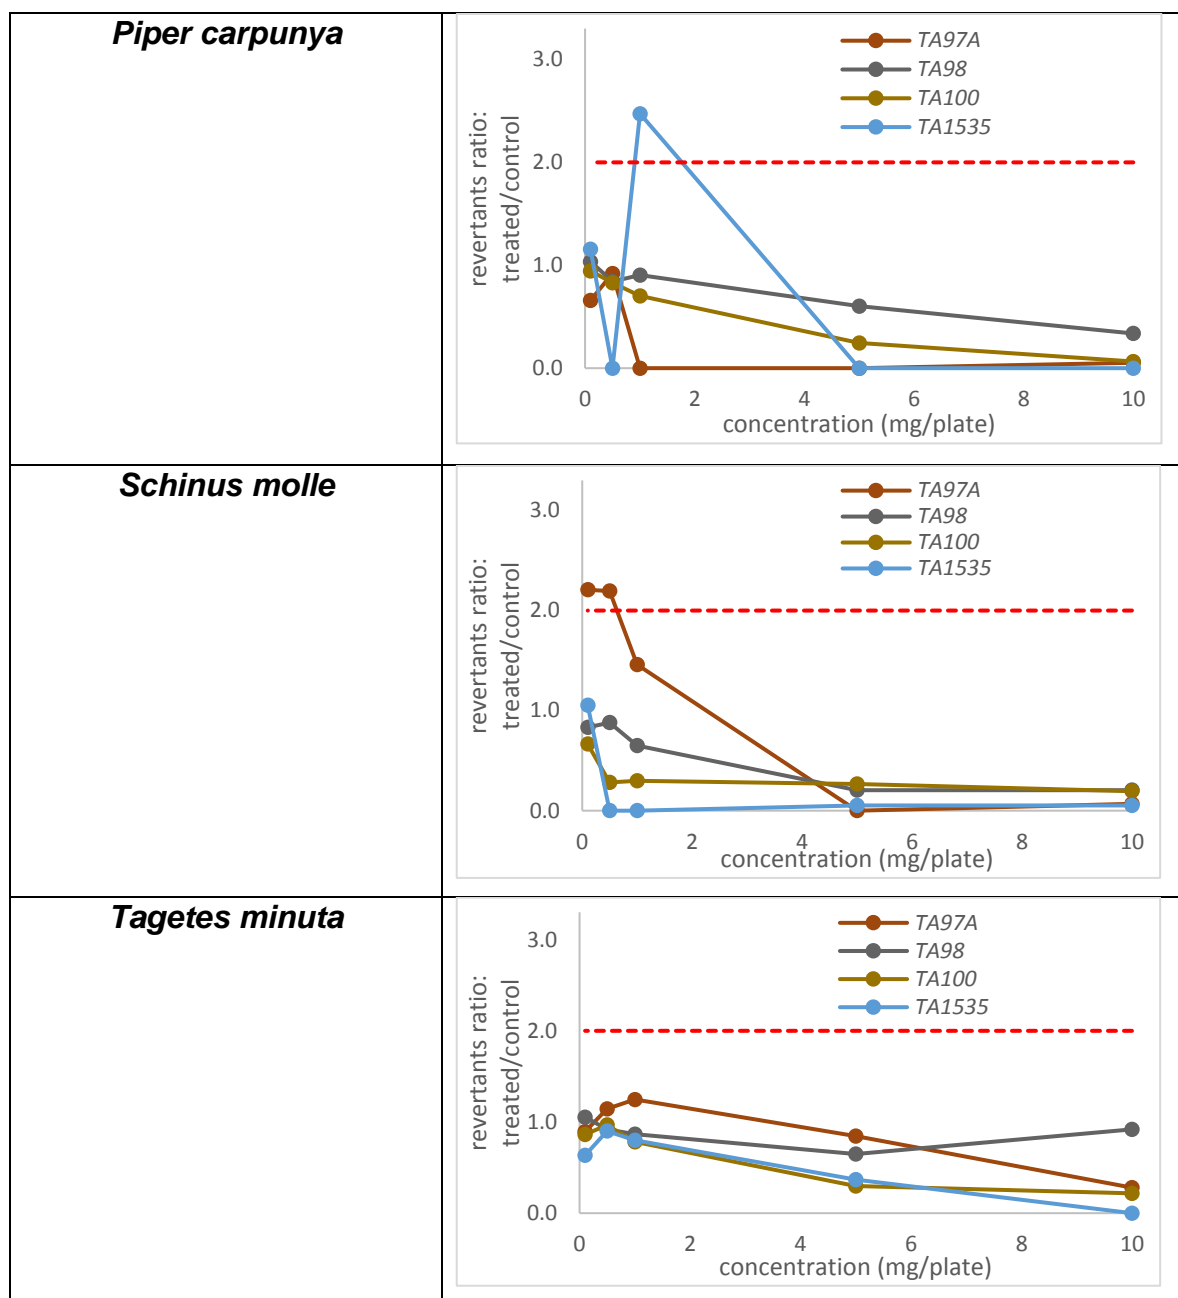 Piper carpunya
TA97A
TA98
TA100
TA1535
revertants ratio:
treated/control
3.0
2.0
1.0
0.0
0 2 4 6 8 10
concentration (mg/plate)
Schinus molle
TA97A
TA98
TA100
TA1535
revertants ratio:
treated/control
3.0
2.0
1.0
0.0
0 2 4 6 8 10
concentration (mg/plate)
Tagetes minuta
TA97A
TA98
TA100
TA1535
revertants ratio:
treated/control
3.0
2.0
1.0
0.0
0 2 4 6 8 10
concentration (mg/plate)